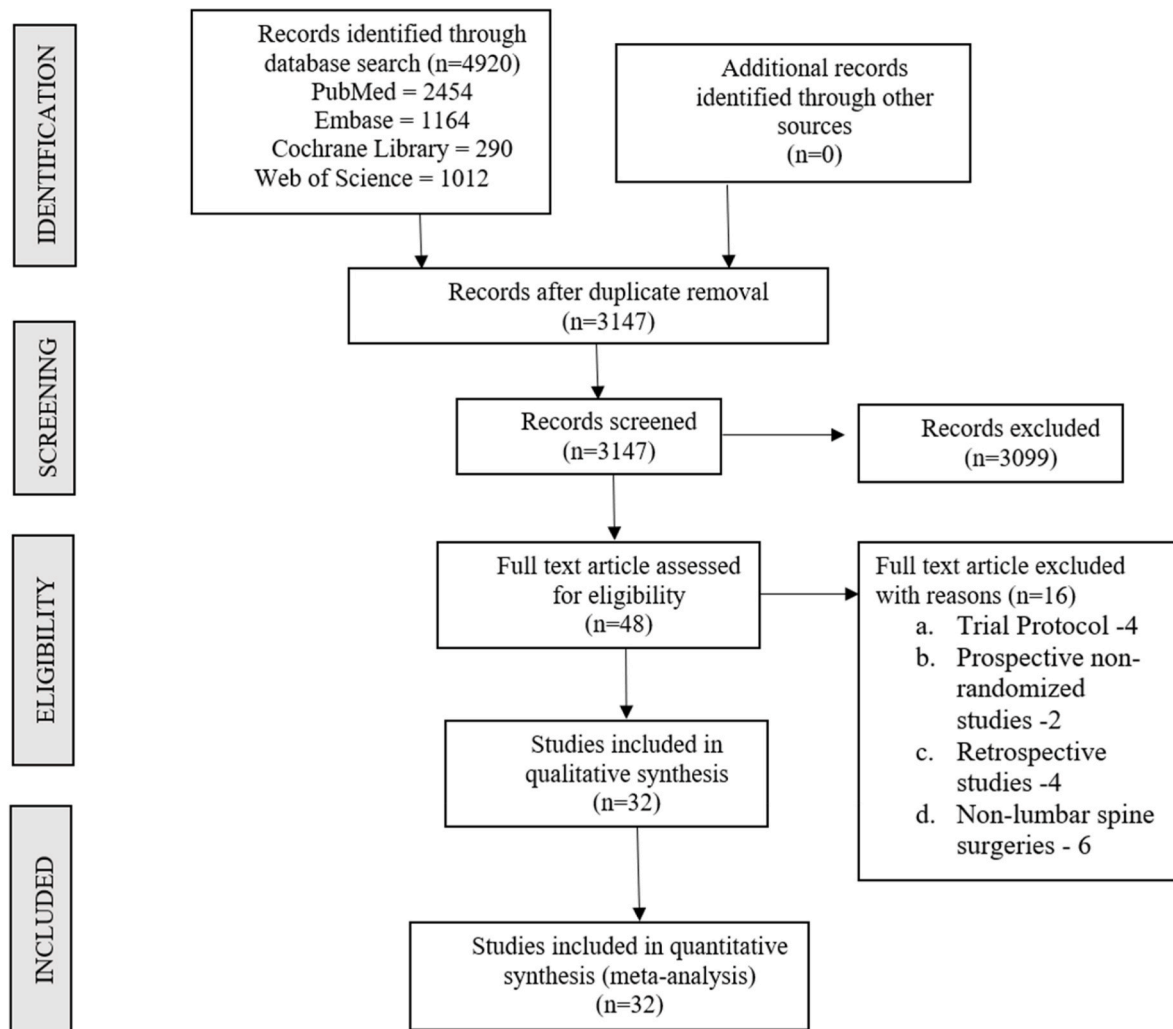 IDENTIFICATION
Records identified through
database search (n=4920)
PubMed = 2454
Embase = 1164
Cochrane Library = 290
Web of Science = 1012
Additional records
identified through other
sources
(n=0)
Records after duplicate removal
(n=3147)
SCREENING
Records screened
(n=3147)
Records excluded
(n=3099)
ELIGIBILITY
Full text article assessed
for eligibility
(n=48)
Full text article excluded
with reasons (n=16)
a. Trial Protocol -4
b. Prospective non-
randomized
studies -2
c. Retrospective
studies -4
d. Non-lumbar spine
surgeries - 6
Studies included in
qualitative synthesis
(n=32)
INCLUDED
Studies included in quantitative
synthesis (meta-analysis)
(n=32)